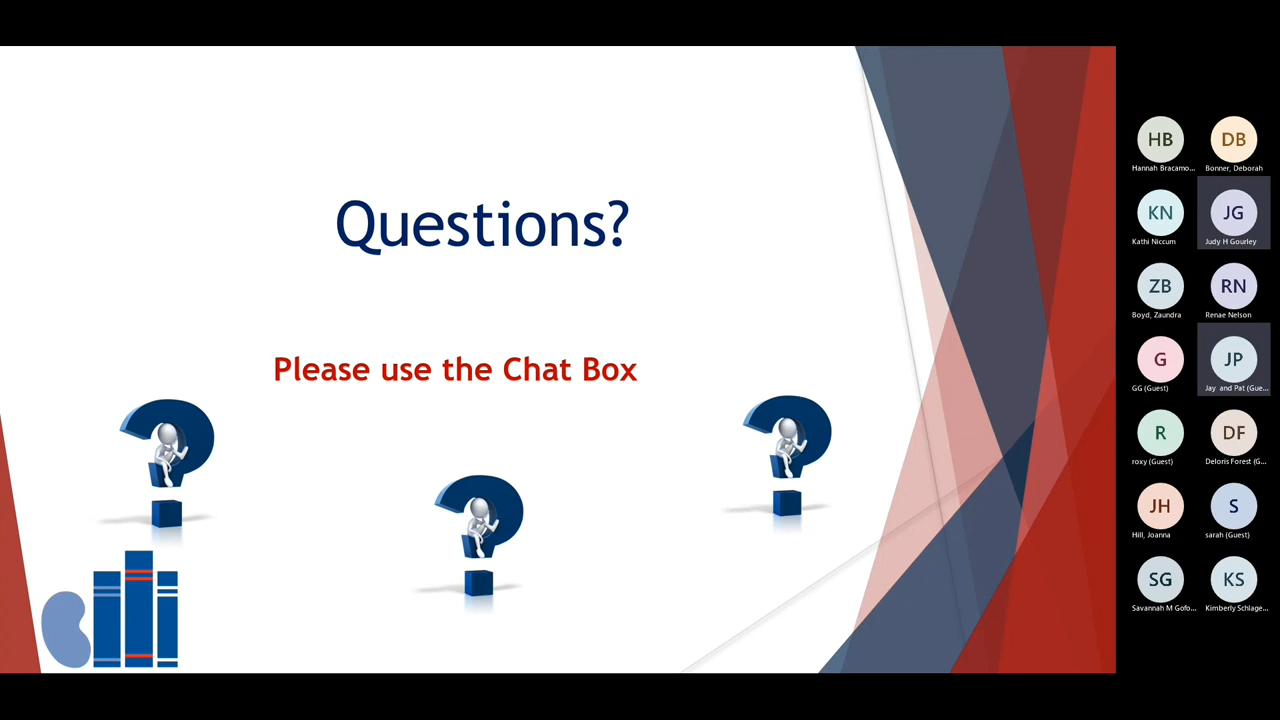 Questions?
Please use the Chat Box
HB
DB
Hannah Bracamo...
Bonner, Deborah
KN
JG
Kathi Niccum
Judy H Gourley
ZB
RN
Boyd, Zaundra
Renae Nelson
G
JP
GG (Guest)
Jay and Pat (Gue...
R
DF
roxy (Guest)
Deloris Forest (G...
JH
S
Hill, Joanna
sarah (Guest)
SG
KS
Savannah M Gofo...
Kimberly Schlage...